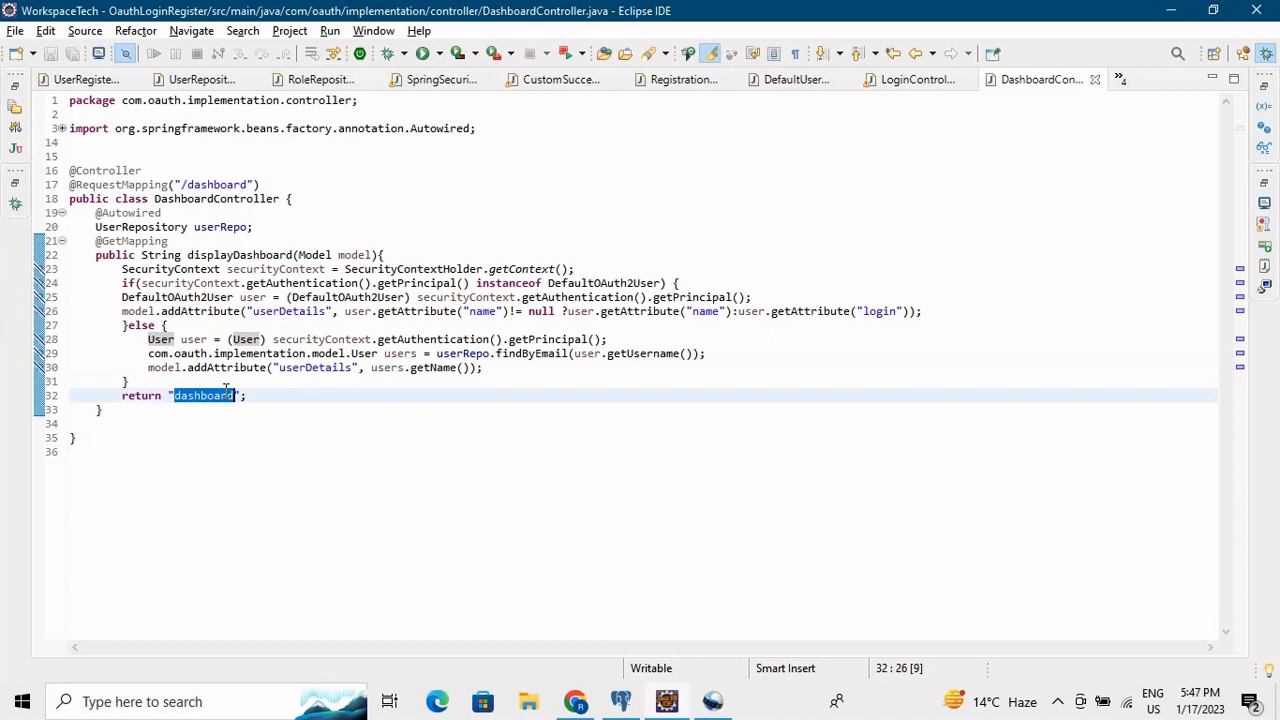 WorkspaceTech - OauthLoginRegister/src/main/java/com/oauth/implementation/controller/DashboardController.java - Eclipse IDE
File Edit Source Refactor Navigate Search Project Run Window Help
UserRegiste... UserReposit... RoleReposit... SpringSecuri... CustomSucce... Registration... DefaultUser... LoginControl... DashboardCon... »4
1 package com.oauth.implementation.controller;
2
3 import org.springframework.beans.factory.annotation.Autowired;
14
15
16 @Controller
17 @RequestMapping("/dashboard")
18 public class DashboardController {
19 @Autowired
20 UserRepository userRepo;
21 @GetMapping
22 public String displayDashboard(Model model){
23 SecurityContext securityContext = SecurityContextHolder.getContext();
24 if(securityContext.getAuthentication().getPrincipal() instanceof DefaultOAuth2User) {
25 DefaultOAuth2User user = (DefaultOAuth2User) securityContext.getAuthentication().getPrincipal();
26 model.addAttribute("userDetails", user.getAttribute("name")!= null ?user.getAttribute("name"):user.getAttribute("login"));
27 }else {
28 User user = (User) securityContext.getAuthentication().getPrincipal();
29 com.oauth.implementation.model.User users = userRepo.findByEmail(user.getUsername());
30 model.addAttribute("userDetails", users.getName());
31 }
32 return "dashboard";
33 }
34
35 }
36
Writable Smart Insert 32 : 26 [9]
Type here to search
14°C Haze
ENG
US
5:47 PM
1/17/2023
2